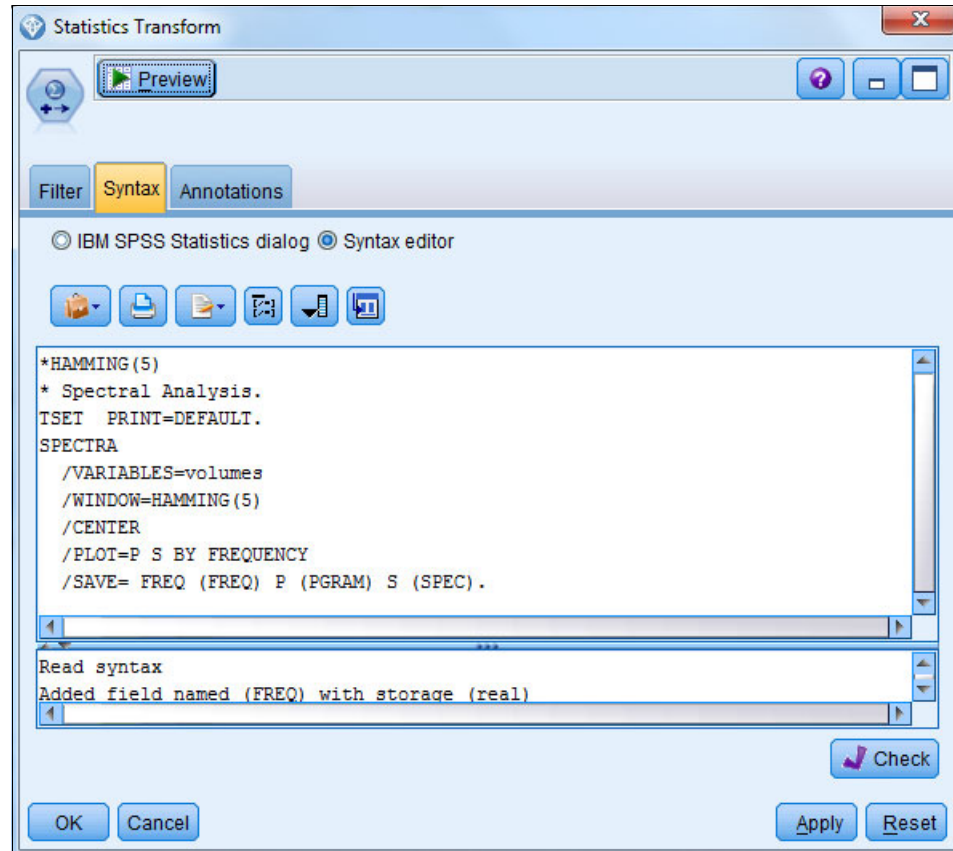 Statistics Transform
Preview
Filter Syntax Annotations
IBM SPSS Statistics dialog Syntax editor
*HAMMING(5)
* Spectral Analysis.
TSET  PRINT=DEFAULT.
SPECTRA
  /VARIABLES=volumes
  /WINDOW=HAMMING(5)
  /CENTER
  /PLOT=P S BY FREQUENCY
  /SAVE= FREQ (FREQ) P (PGRAM) S (SPEC).
Read syntax
Added field named (FREQ) with storage (real)
Check
OK Cancel Apply Reset